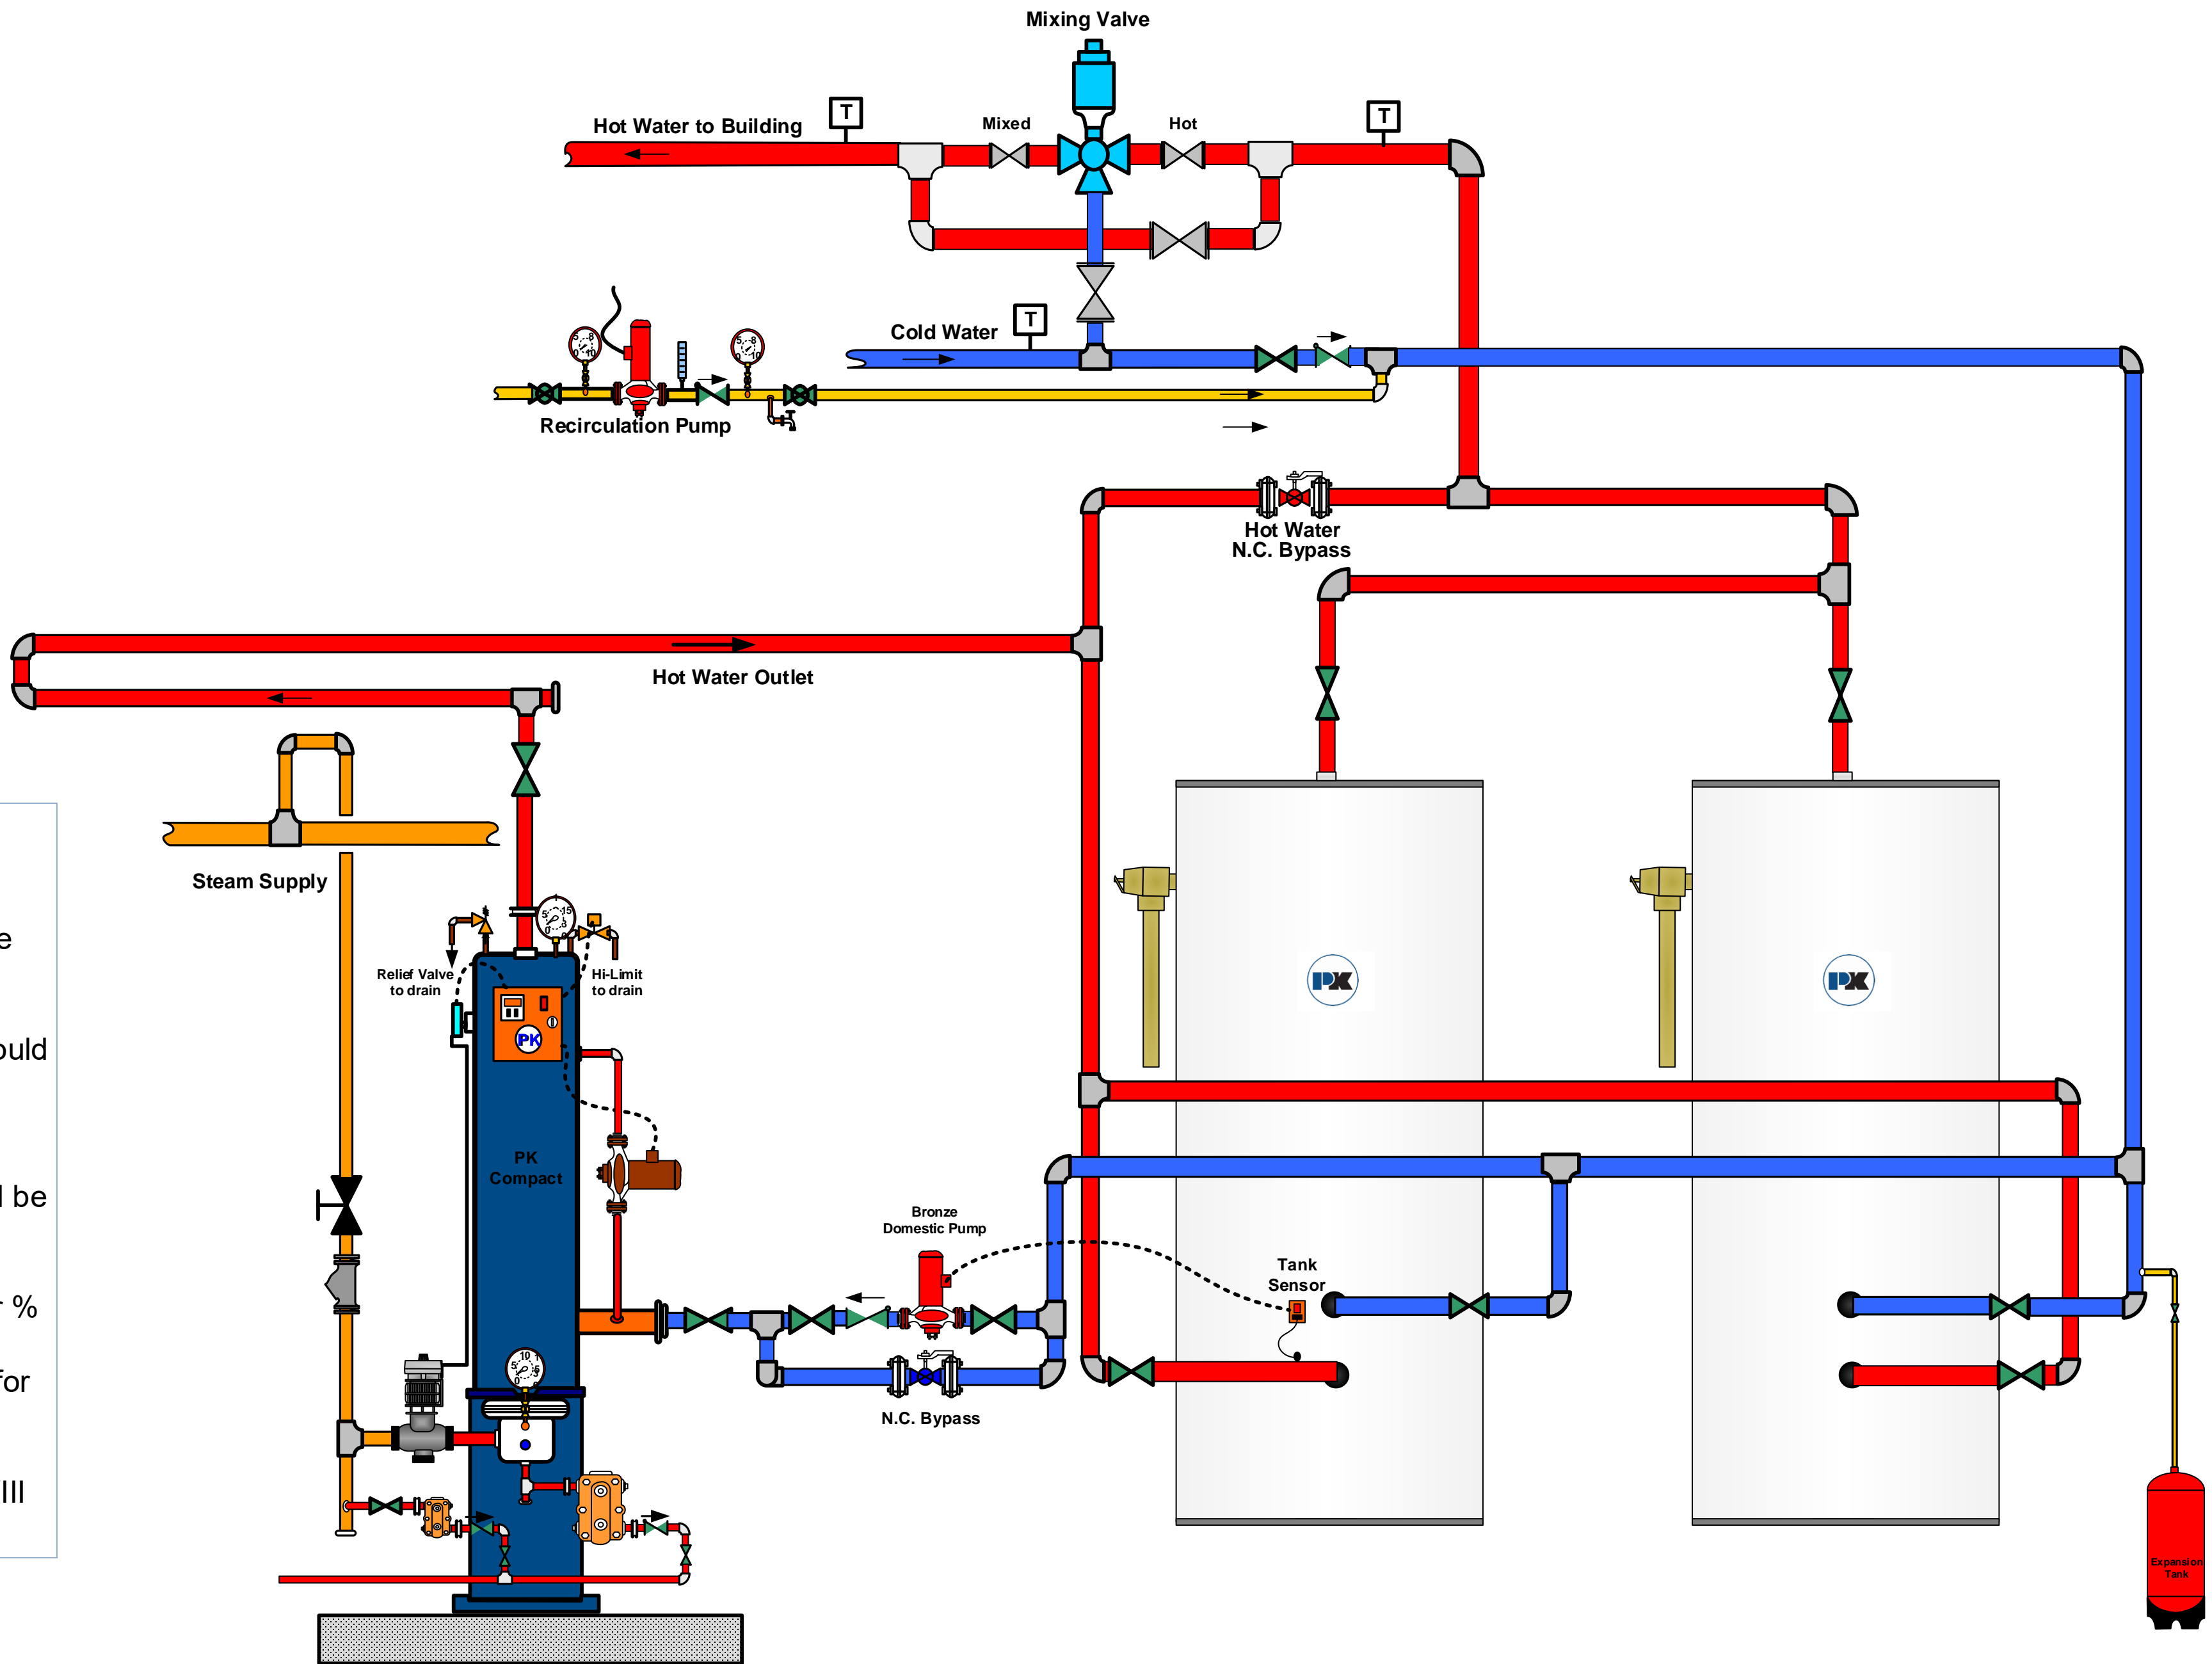 Mixing Valve
T
T
Hot Water to Building
Mixed
Hot
Cold Water
T
Recirculation Pump
Hot Water
N.C. Bypass
Hot Water Outlet
Steam Supply
Relief Valve
to drain
Hi-Limit
to drain
PK
PK
PK
PK
Compact
Bronze
Domestic Pump
Tank
Sensor
N.C. Bypass
Expansion
Tank
be
%
for
III